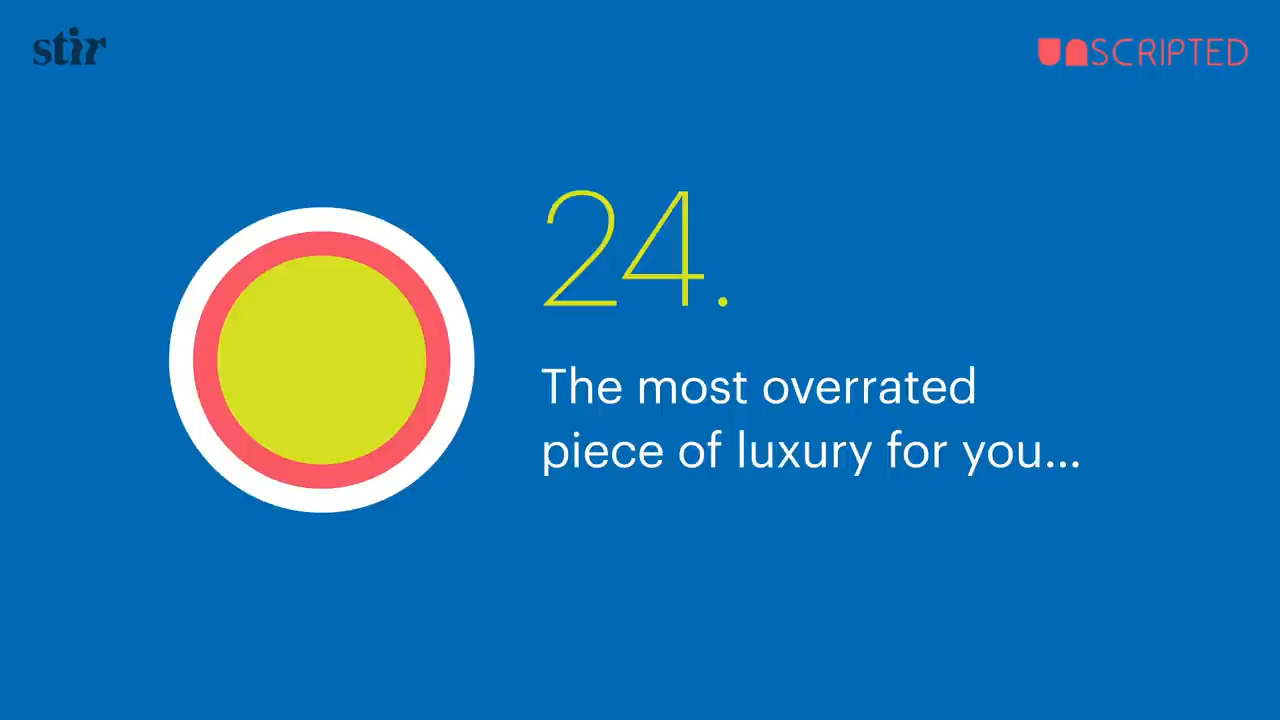 stir
UNSCRIPTED
24.
The most overrated
piece of luxury for you...